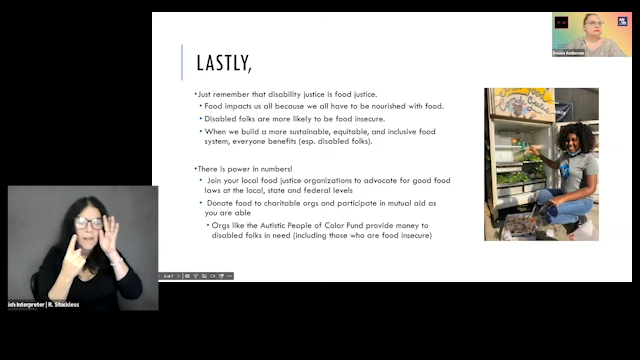 LASTLY,
•Just remember that disability justice is food justice.
• Food impacts us all because we all have to be nourished with food.
• Disabled folks are more likely to be food insecure.
• When we build a more sustainable, equitable, and inclusive food
system, everyone benefits (esp. disabled folks).
•There is power in numbers!
• Join your local food justice organizations to advocate for good food
laws at the local, state and federal levels
• Donate food to charitable orgs and participate in mutual aid as
you are able
• Orgs like the Autistic People of Color Fund provide money to
disabled folks in need (including those who are food insecure)
Anderson
ish Interpreter | R. Stuckless